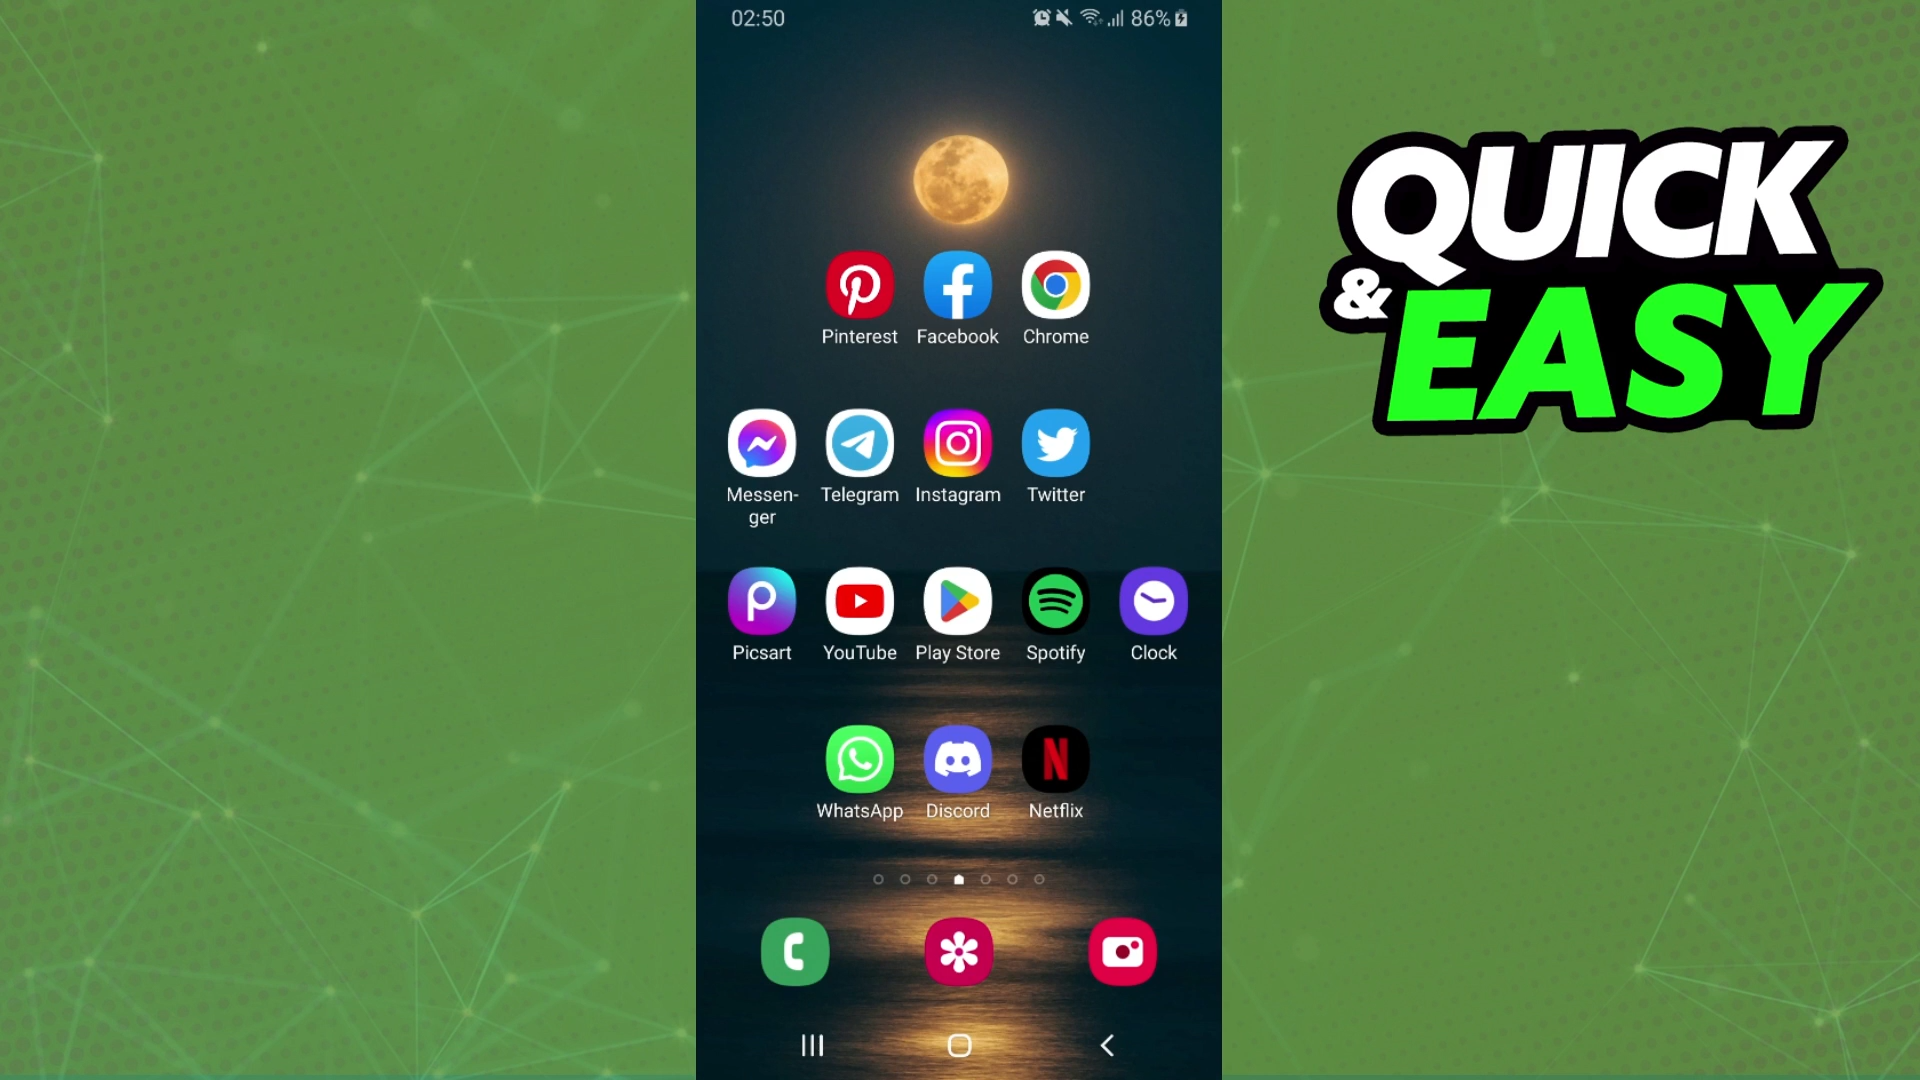 02:50
86%
QUICK
& EASY
Pinterest Facebook Chrome
Messen-
ger
Telegram Instagram Twitter
Picsart YouTube Play Store Spotify Clock
WhatsApp Discord Netflix